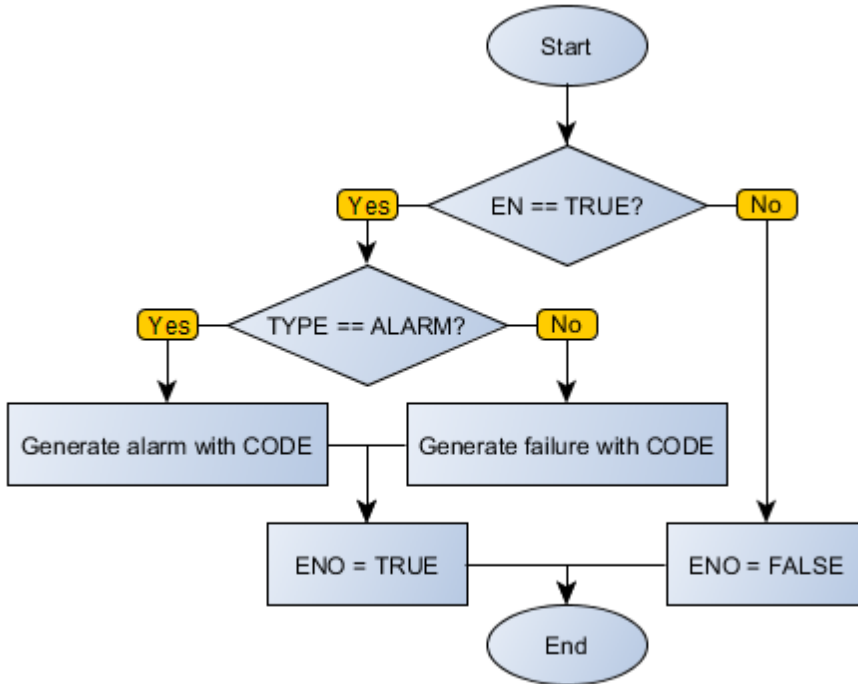 Start
EN == TRUE?
Yes
No
TYPE == ALARM?
Yes
No
Generate alarm with CODE
Generate failure with CODE
ENO = TRUE
ENO = FALSE
End